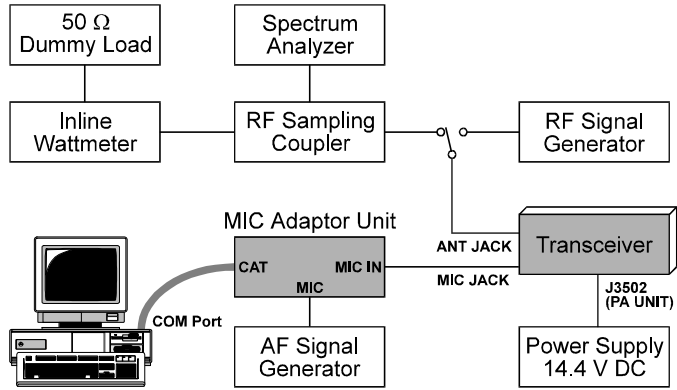 50 Ω
Dummy Load
Spectrum
Analyzer
Inline
Wattmeter
RF Sampling
Coupler
RF Signal
Generator
MIC Adaptor Unit
ANT JACK
Transceiver
CAT
MIC IN
MIC
MIC JACK
J3502
(PA UNIT)
COM Port
AF Signal
Generator
Power Supply
14.4 V DC